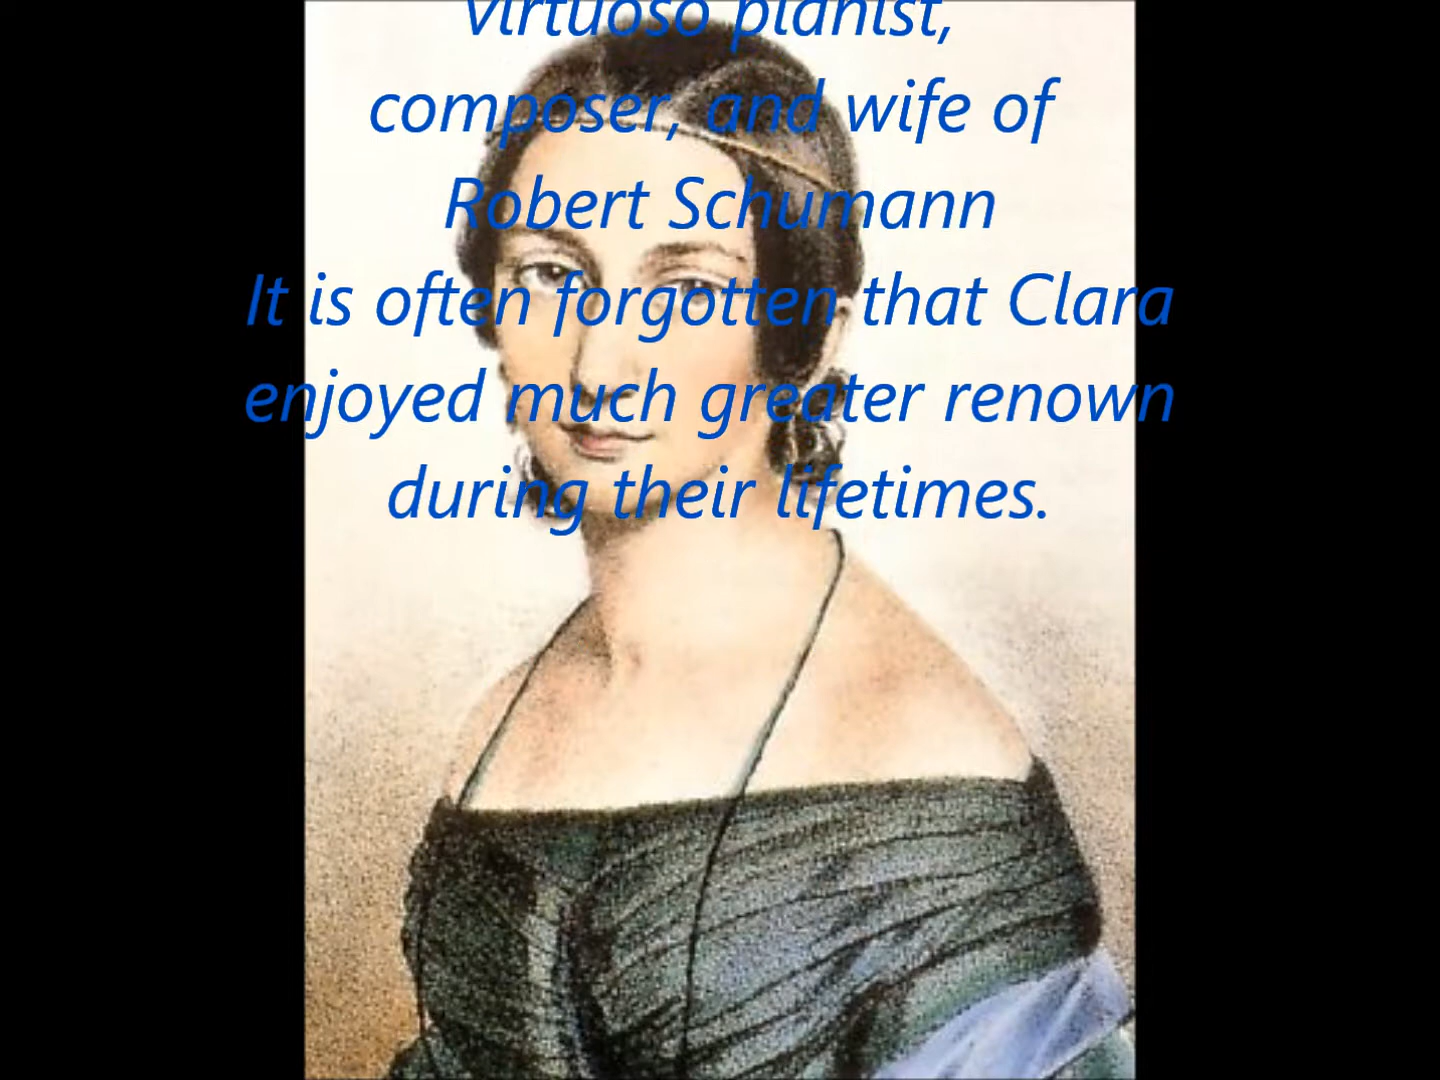 virtuoso pianist,
composer, and wife of
Robert Schumann
It is often forgotten that Clara
enjoyed much greater renown
during their lifetimes.